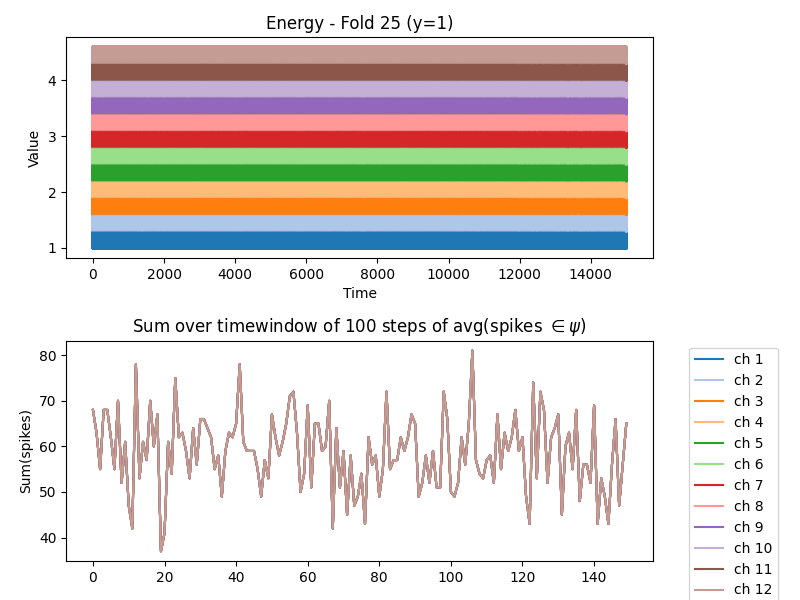 Energy - Fold 25 (y=1)
Value
4
3
2
1
0 2000 4000 6000 8000 10000 12000 14000
Time
Sum over timewindow of 100 steps of avg(spikes ∈ ψ)
Sum(spikes)
80
70
60
50
40
0 20 40 60 80 100 120 140
ch 1
ch 2
ch 3
ch 4
ch 5
ch 6
ch 7
ch 8
ch 9
ch 10
ch 11
ch 12